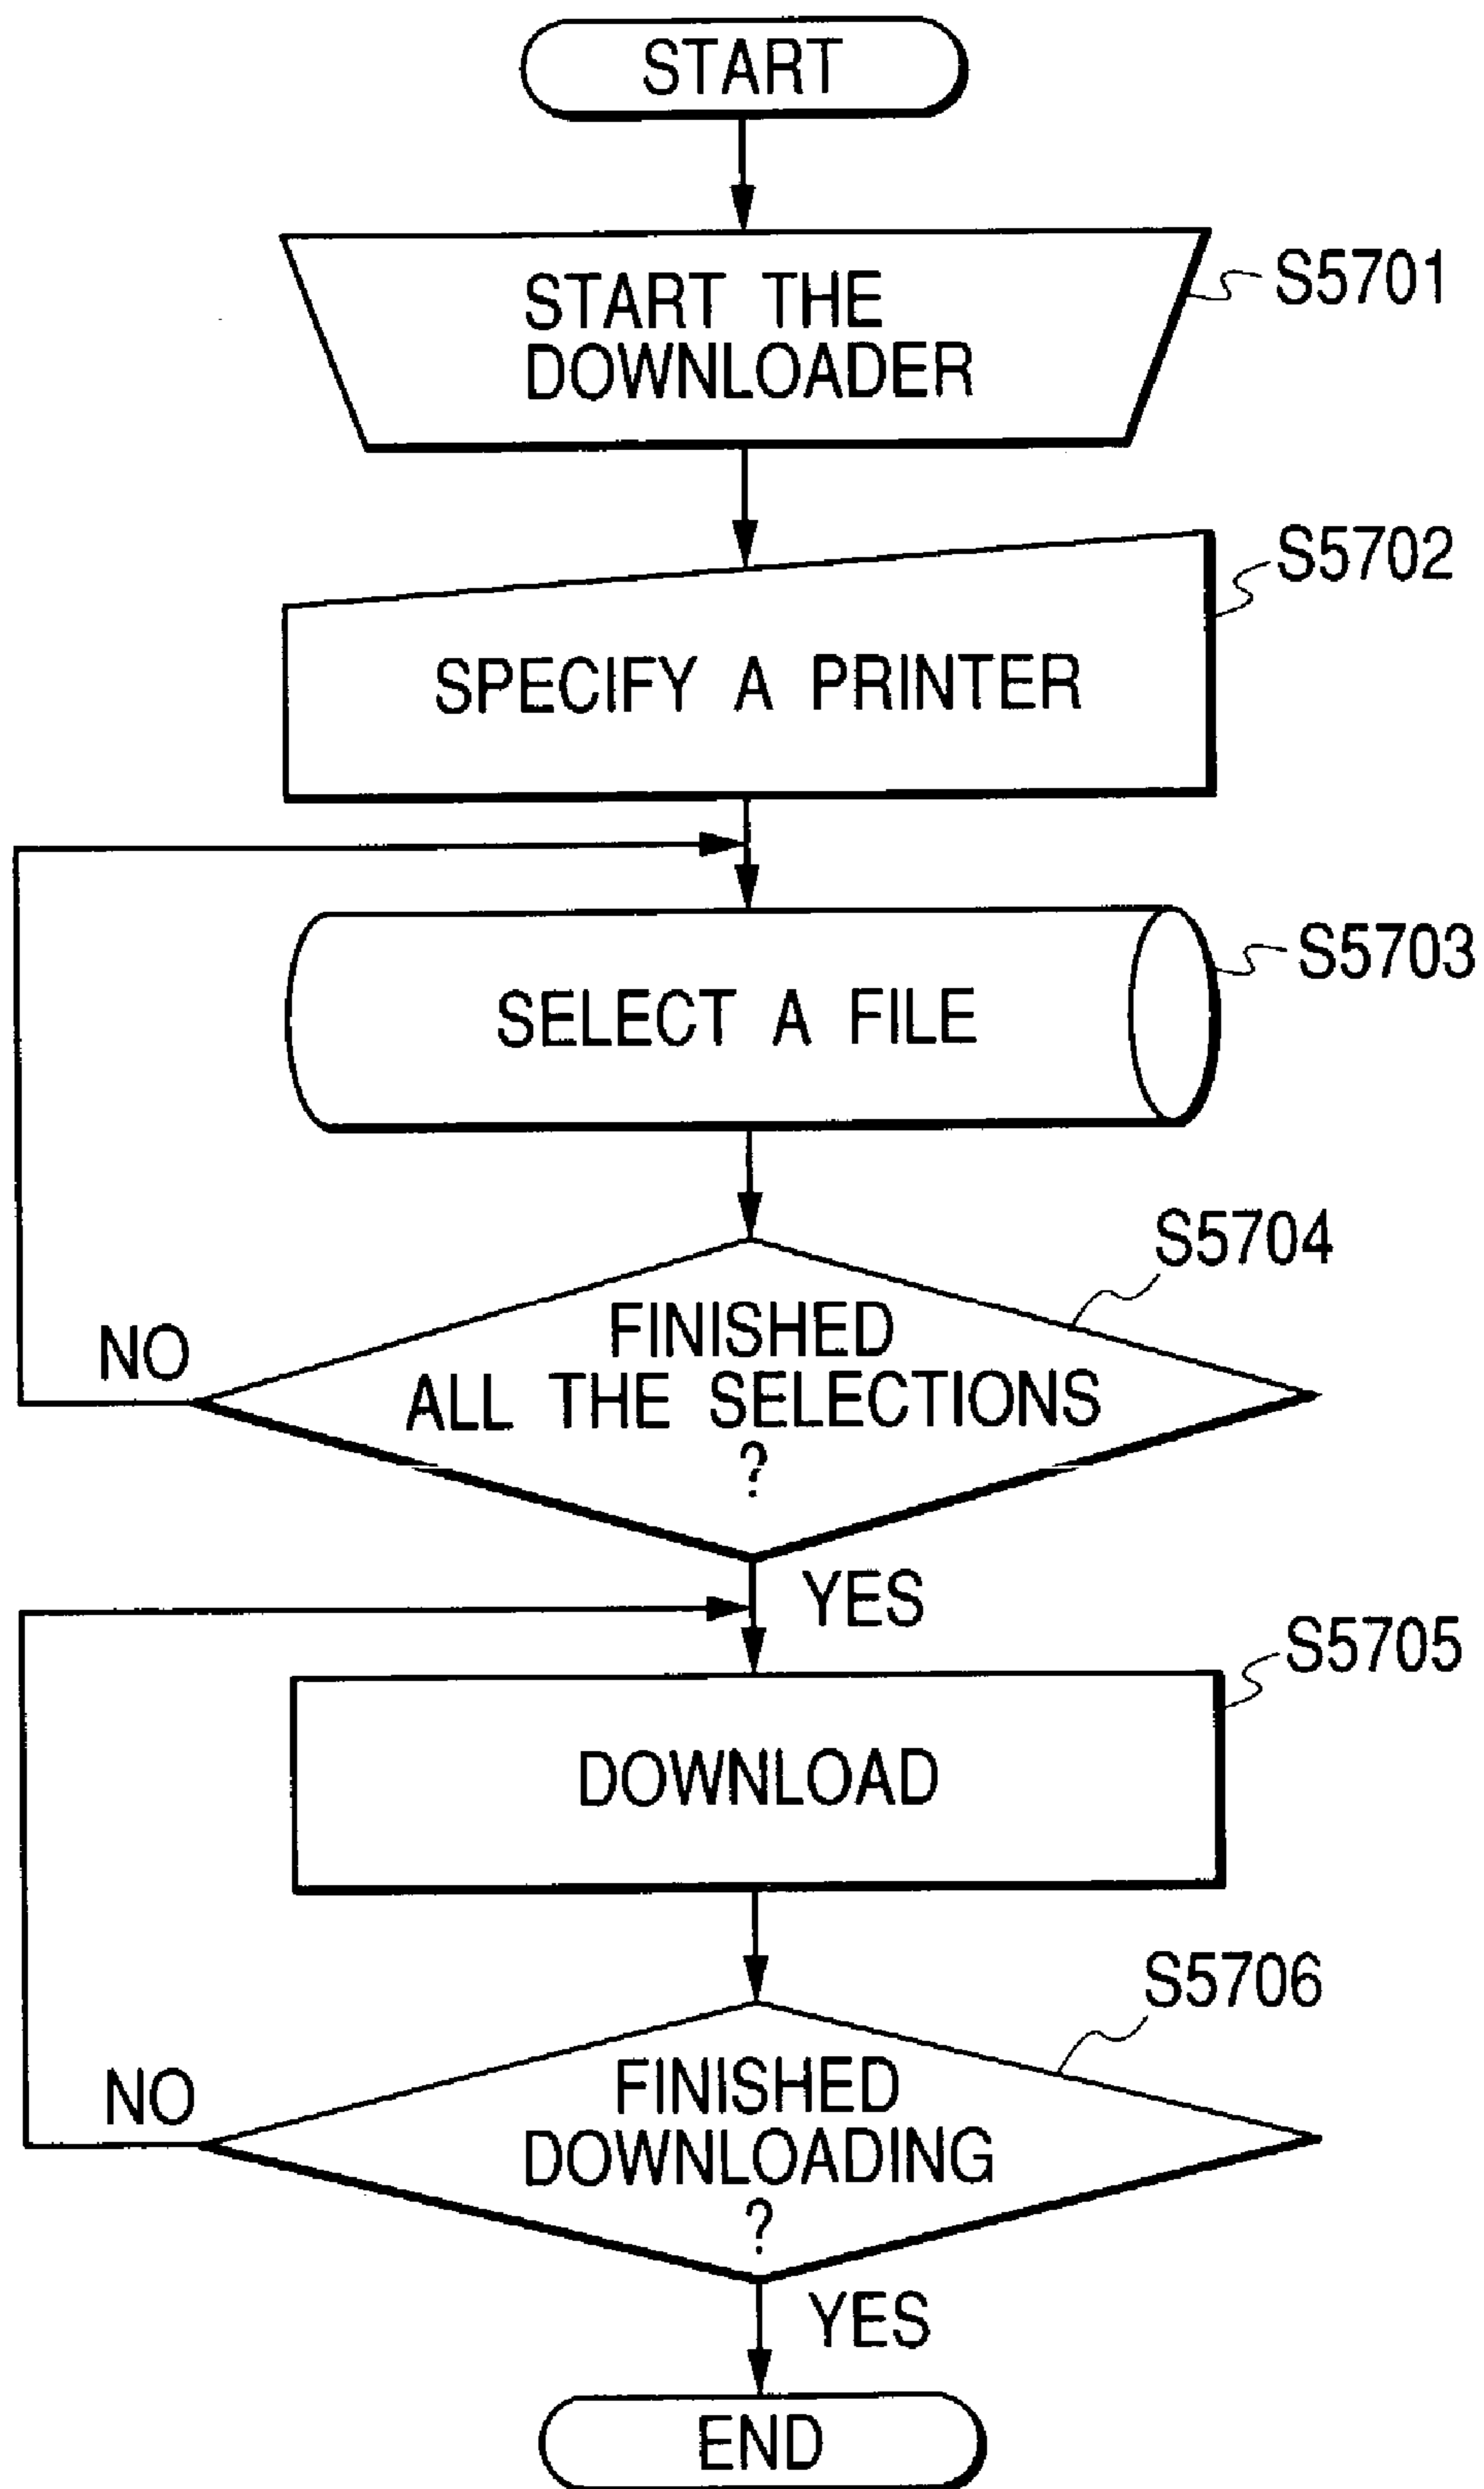 START
START THE
DOWNLOADER
S5701
S5702
SPECIFY A PRINTER
S5703
SELECT A FILE
S5704
FINISHED
ALL THE SELECTIONS
?
NO
YES
S5705
DOWNLOAD
S5706
FINISHED
DOWNLOADING
?
NO
YES
END